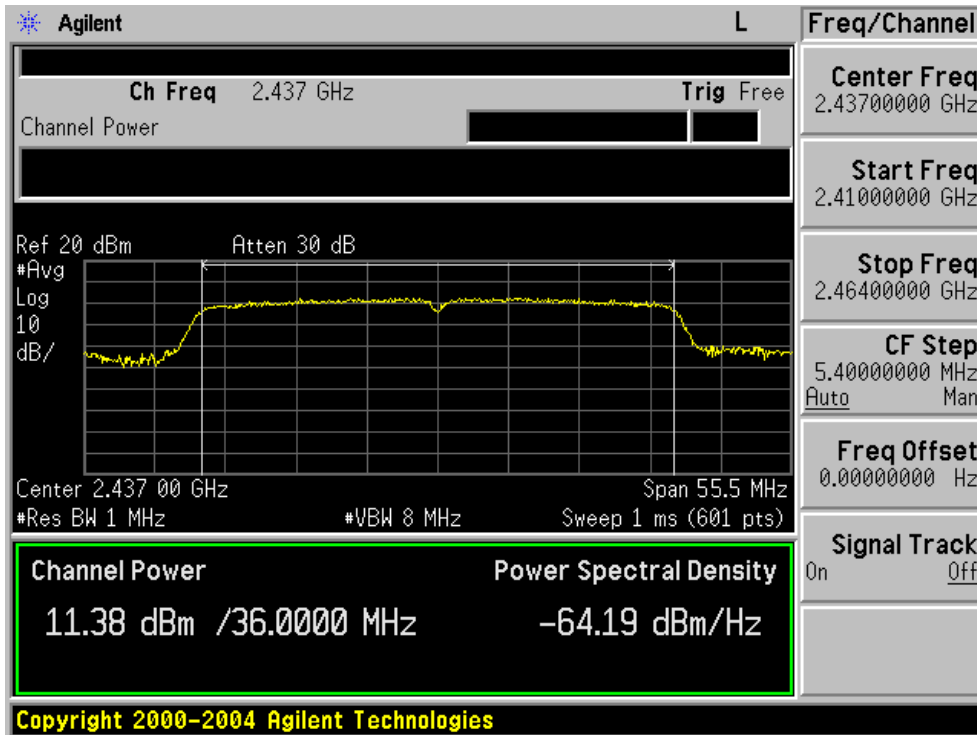 Agilent L
Ch Freq 2.437 GHz Trig Free
Channel Power
Ref 20 dBm Atten 30 dB
#Avg
Log
10
dB/
Center 2.437 00 GHz Span 55.5 MHz
#Res BW 1 MHz #VBW 8 MHz Sweep 1 ms (601 pts)
Channel Power Power Spectral Density
11.38 dBm /36.0000 MHz -64.19 dBm/Hz
Copyright 2000-2004 Agilent Technologies
Freq/Channel
Center Freq
2.43700000 GHz
Start Freq
2.41000000 GHz
Stop Freq
2.46400000 GHz
CF Step
5.40000000 MHz
Auto Man
Freq Offset
0.00000000 Hz
Signal Track
On Off